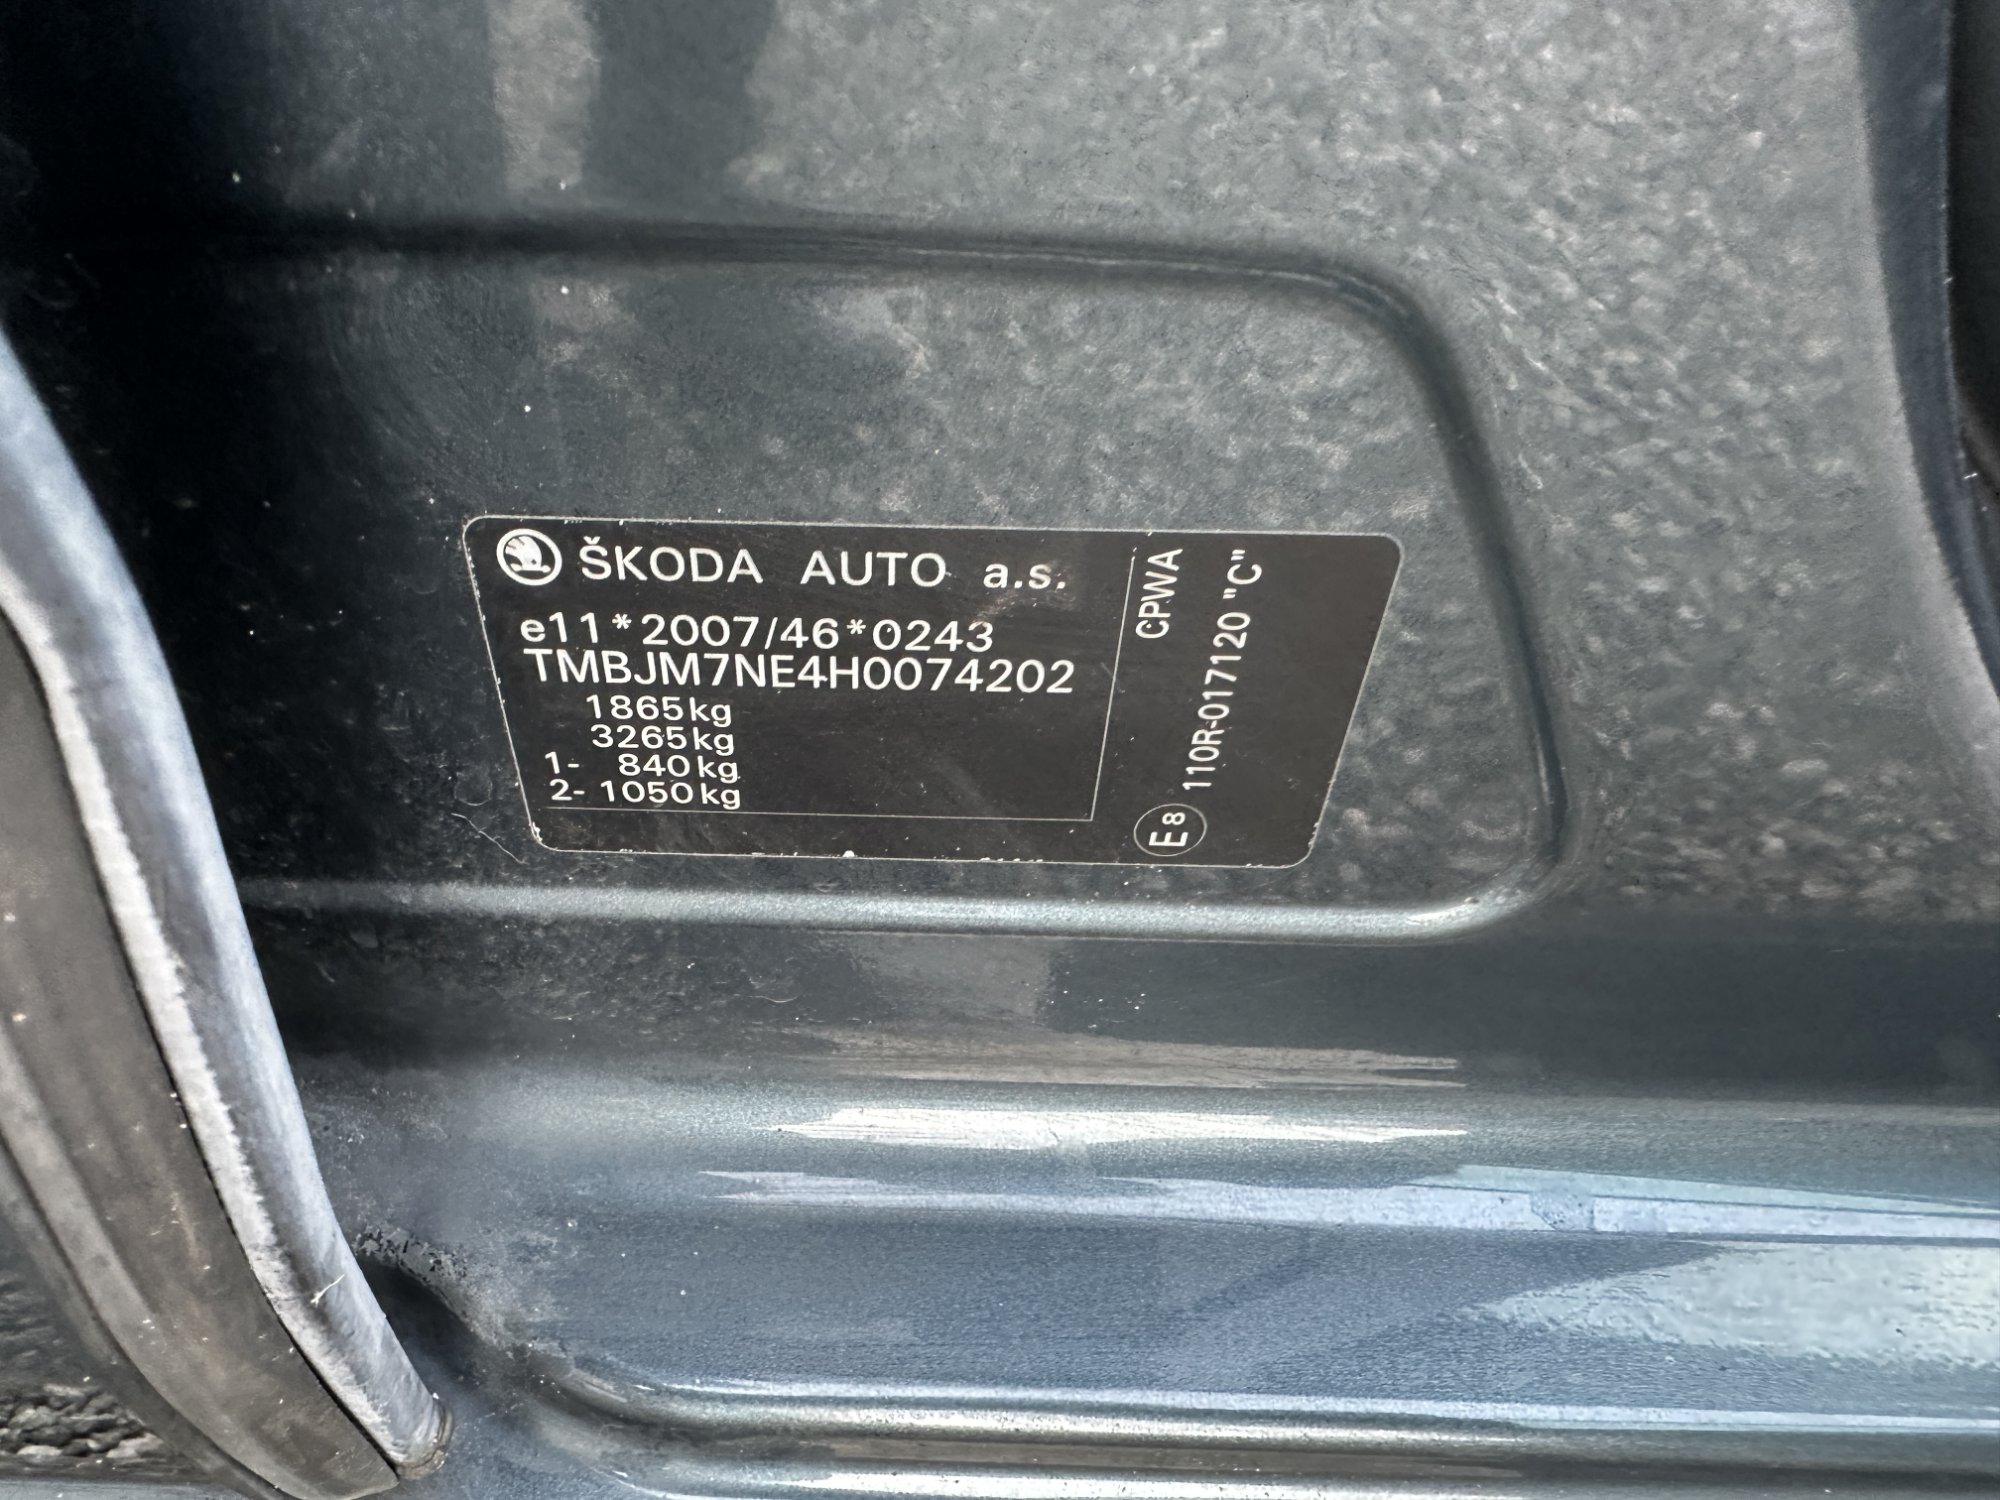 ŠKODA AUTO a.s.
e11*2007/46*0243
TMBJM7NE4H0074202
1865kg
3265kg
1- 840kg
2- 1050kg
CPWA
110R-017120 "C"
E8